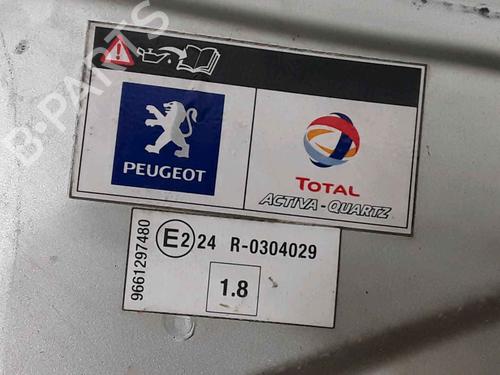 B-PARTS
PEUGEOT
TOTAL
ACTIVA-QUARTZ
9661297480
E2 24 R-0304029
1.8